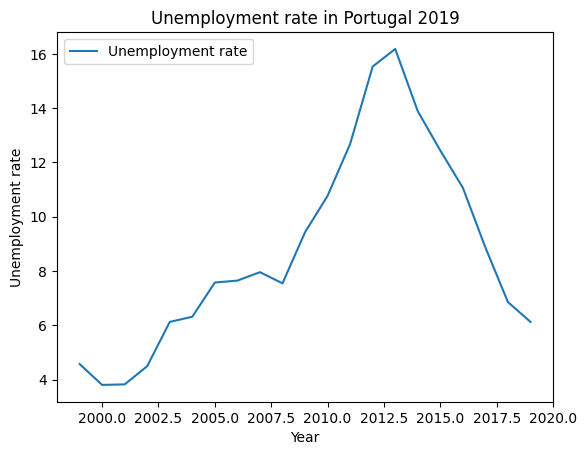 Unemployment rate in Portugal 2019
Unemployment rate
16
14
12
10
8
6
4
Unemployment rate
2000.0 2002.5 2005.0 2007.5 2010.0 2012.5 2015.0 2017.5 2020.0
Year